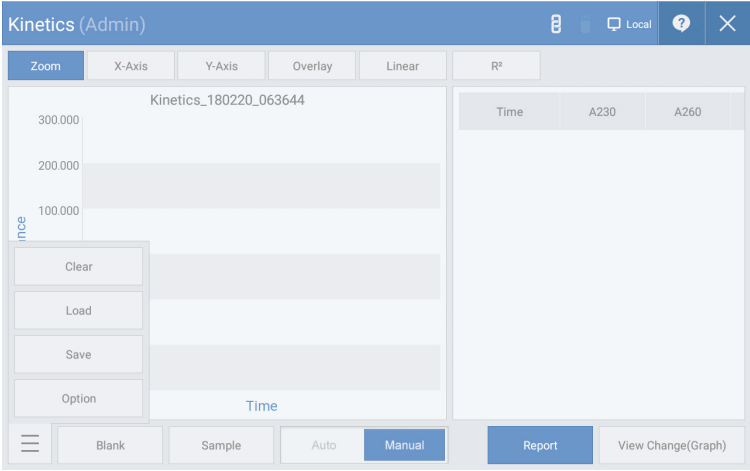 Kinetics (Admin)
Local
?
Zoom X-Axis Y-Axis Overlay Linear R²
Kinetics_180220_063644
300.000
200.000
100.000
Time A230 A260
Clear
Load
Save
Option
Time
Blank Sample Auto Manual Report View Change(Graph)